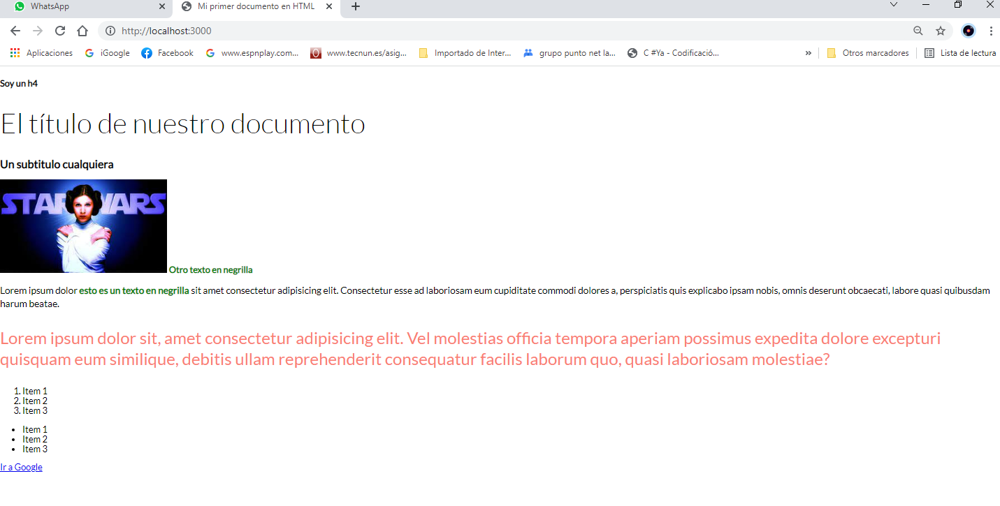 WhatsApp
Mi primer documento en HTML
http://localhost:3000
Aplicaciones iGoogle Facebook www.espnplay.com... www.tecnun.es/asig... Importado de Inter... grupo punto net la... C #Ya - Codificació... » Otros marcadores Lista de lectura
Soy un h4
El título de nuestro documento
Un subtitulo cualquiera
STAR WARS
Otro texto en negrilla
Lorem ipsum dolor esto es un texto en negrilla sit amet consectetur adipisicing elit. Consectetur esse ad laboriosam eum cupiditate commodi dolores a, perspiciatis quis explicabo ipsam nobis, omnis deserunt obcaecati, labore quasi quibusdam
harum beatae.
Lorem ipsum dolor sit, amet consectetur adipisicing elit. Vel molestias officia tempora aperiam possimus expedita dolore excepturi
quisquam eum similique, debitis ullam reprehenderit consequatur facilis laborum quo, quasi laboriosam molestiae?
1. Item 1
2. Item 2
3. Item 3
• Item 1
• Item 2
• Item 3
Ir a Google